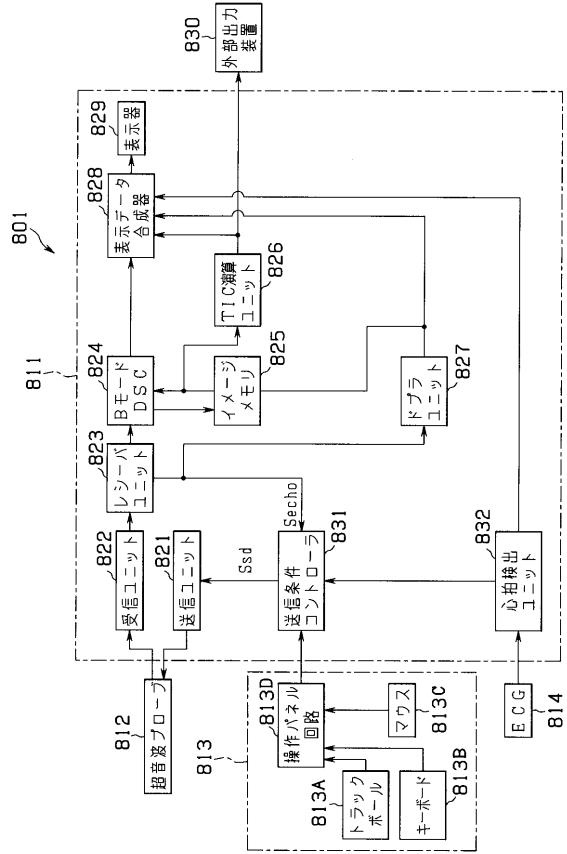 801
811
812
超音波プローブ
822
受信ユニット
821
送信ユニット
823
レシーバ
ユニット
824
Bモード
DSC
828
表示データ
合成器
829
表示器
830
外部出力
装置
TIC演算
ユニット
826
イメージ
メモリ
825
ドプラ
ユニット
827
Secho
Ssd
送信条件
コントローラ
831
832
心拍検出
ユニット
ECG
814
813
813D
操作パネル
回路
813A
トラック
ボール
キーボード
813B
マウス
813C